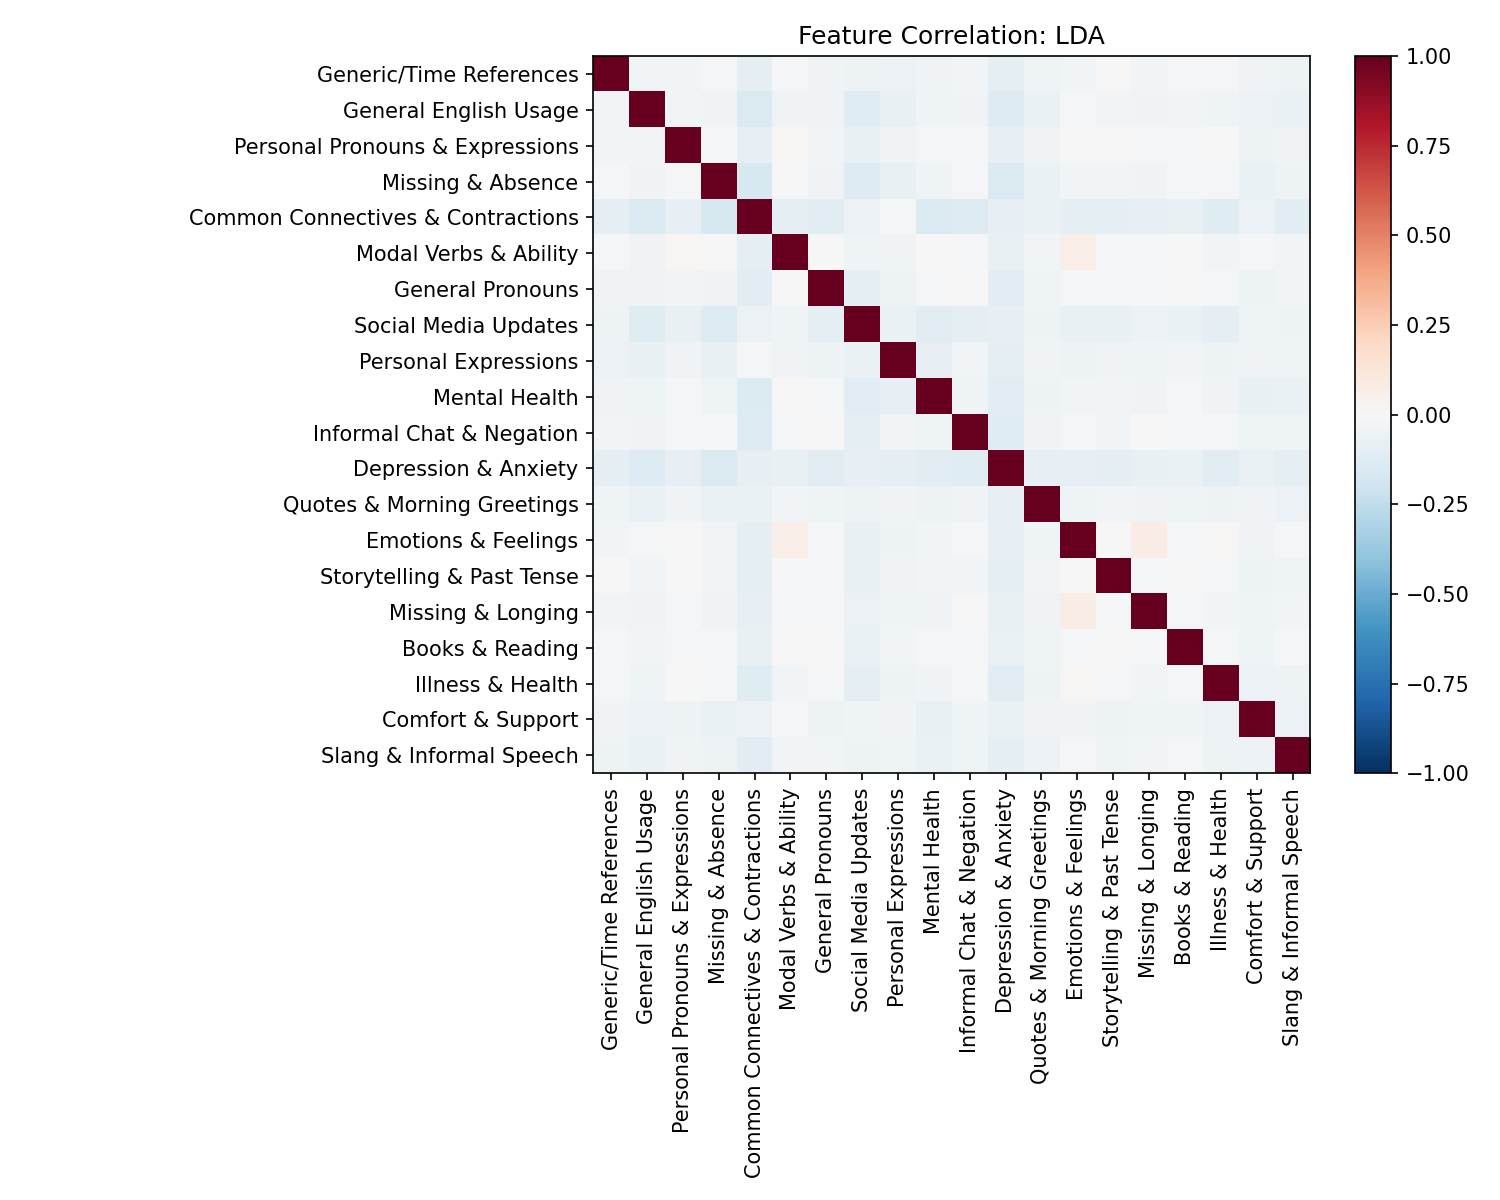 Feature Correlation: LDA
Generic/Time References
General English Usage
Personal Pronouns & Expressions
Missing & Absence
Common Connectives & Contractions
Modal Verbs & Ability
General Pronouns
Social Media Updates
Personal Expressions
Mental Health
Informal Chat & Negation
Depression & Anxiety
Quotes & Morning Greetings
Emotions & Feelings
Storytelling & Past Tense
Missing & Longing
Books & Reading
Illness & Health
Comfort & Support
Slang & Informal Speech
1.00
0.75
0.50
0.25
0.00
−0.25
−0.50
−0.75
−1.00
Generic/Time References
General English Usage
Personal Pronouns & Expressions
Missing & Absence
Common Connectives & Contractions
Modal Verbs & Ability
General Pronouns
Social Media Updates
Personal Expressions
Mental Health
Informal Chat & Negation
Depression & Anxiety
Quotes & Morning Greetings
Emotions & Feelings
Storytelling & Past Tense
Missing & Longing
Books & Reading
Illness & Health
Comfort & Support
Slang & Informal Speech